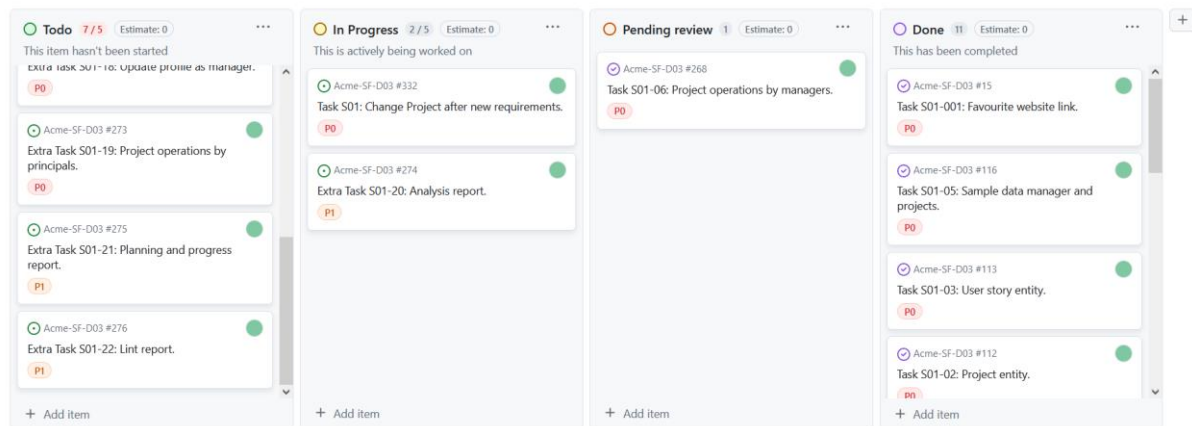 Todo 7 / 5 Estimate: 0 ...
This item hasn't been started
Extra Task S01-18: Update profile as manager.
P0
Acme-SF-D03 #273
Extra Task S01-19: Project operations by
principals.
P0
Acme-SF-D03 #275
Extra Task S01-21: Planning and progress
report.
P1
Acme-SF-D03 #276
Extra Task S01-22: Lint report.
P1
+ Add item
In Progress 2 / 5 Estimate: 0 ...
This is actively being worked on
Acme-SF-D03 #332
Task S01: Change Project after new requirements.
P0
Acme-SF-D03 #274
Extra Task S01-20: Analysis report.
P1
+ Add item
Pending review 1 Estimate: 0 ...
Acme-SF-D03 #268
Task S01-06: Project operations by managers.
P0
+ Add item
Done 11 Estimate: 0 ...
This has been completed
Acme-SF-D03 #15
Task S01-001: Favourite website link.
P0
Acme-SF-D03 #116
Task S01-05: Sample data manager and
projects.
P0
Acme-SF-D03 #113
Task S01-03: User story entity.
P0
Acme-SF-D03 #112
Task S01-02: Project entity.
P0
+ Add item
+